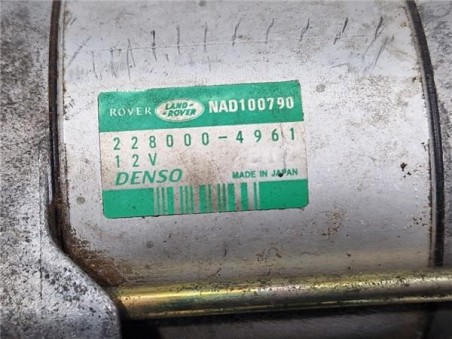 ROVER LAND-ROVER NAD100790
228000-4961
12V
DENSO MADE IN JAPAN